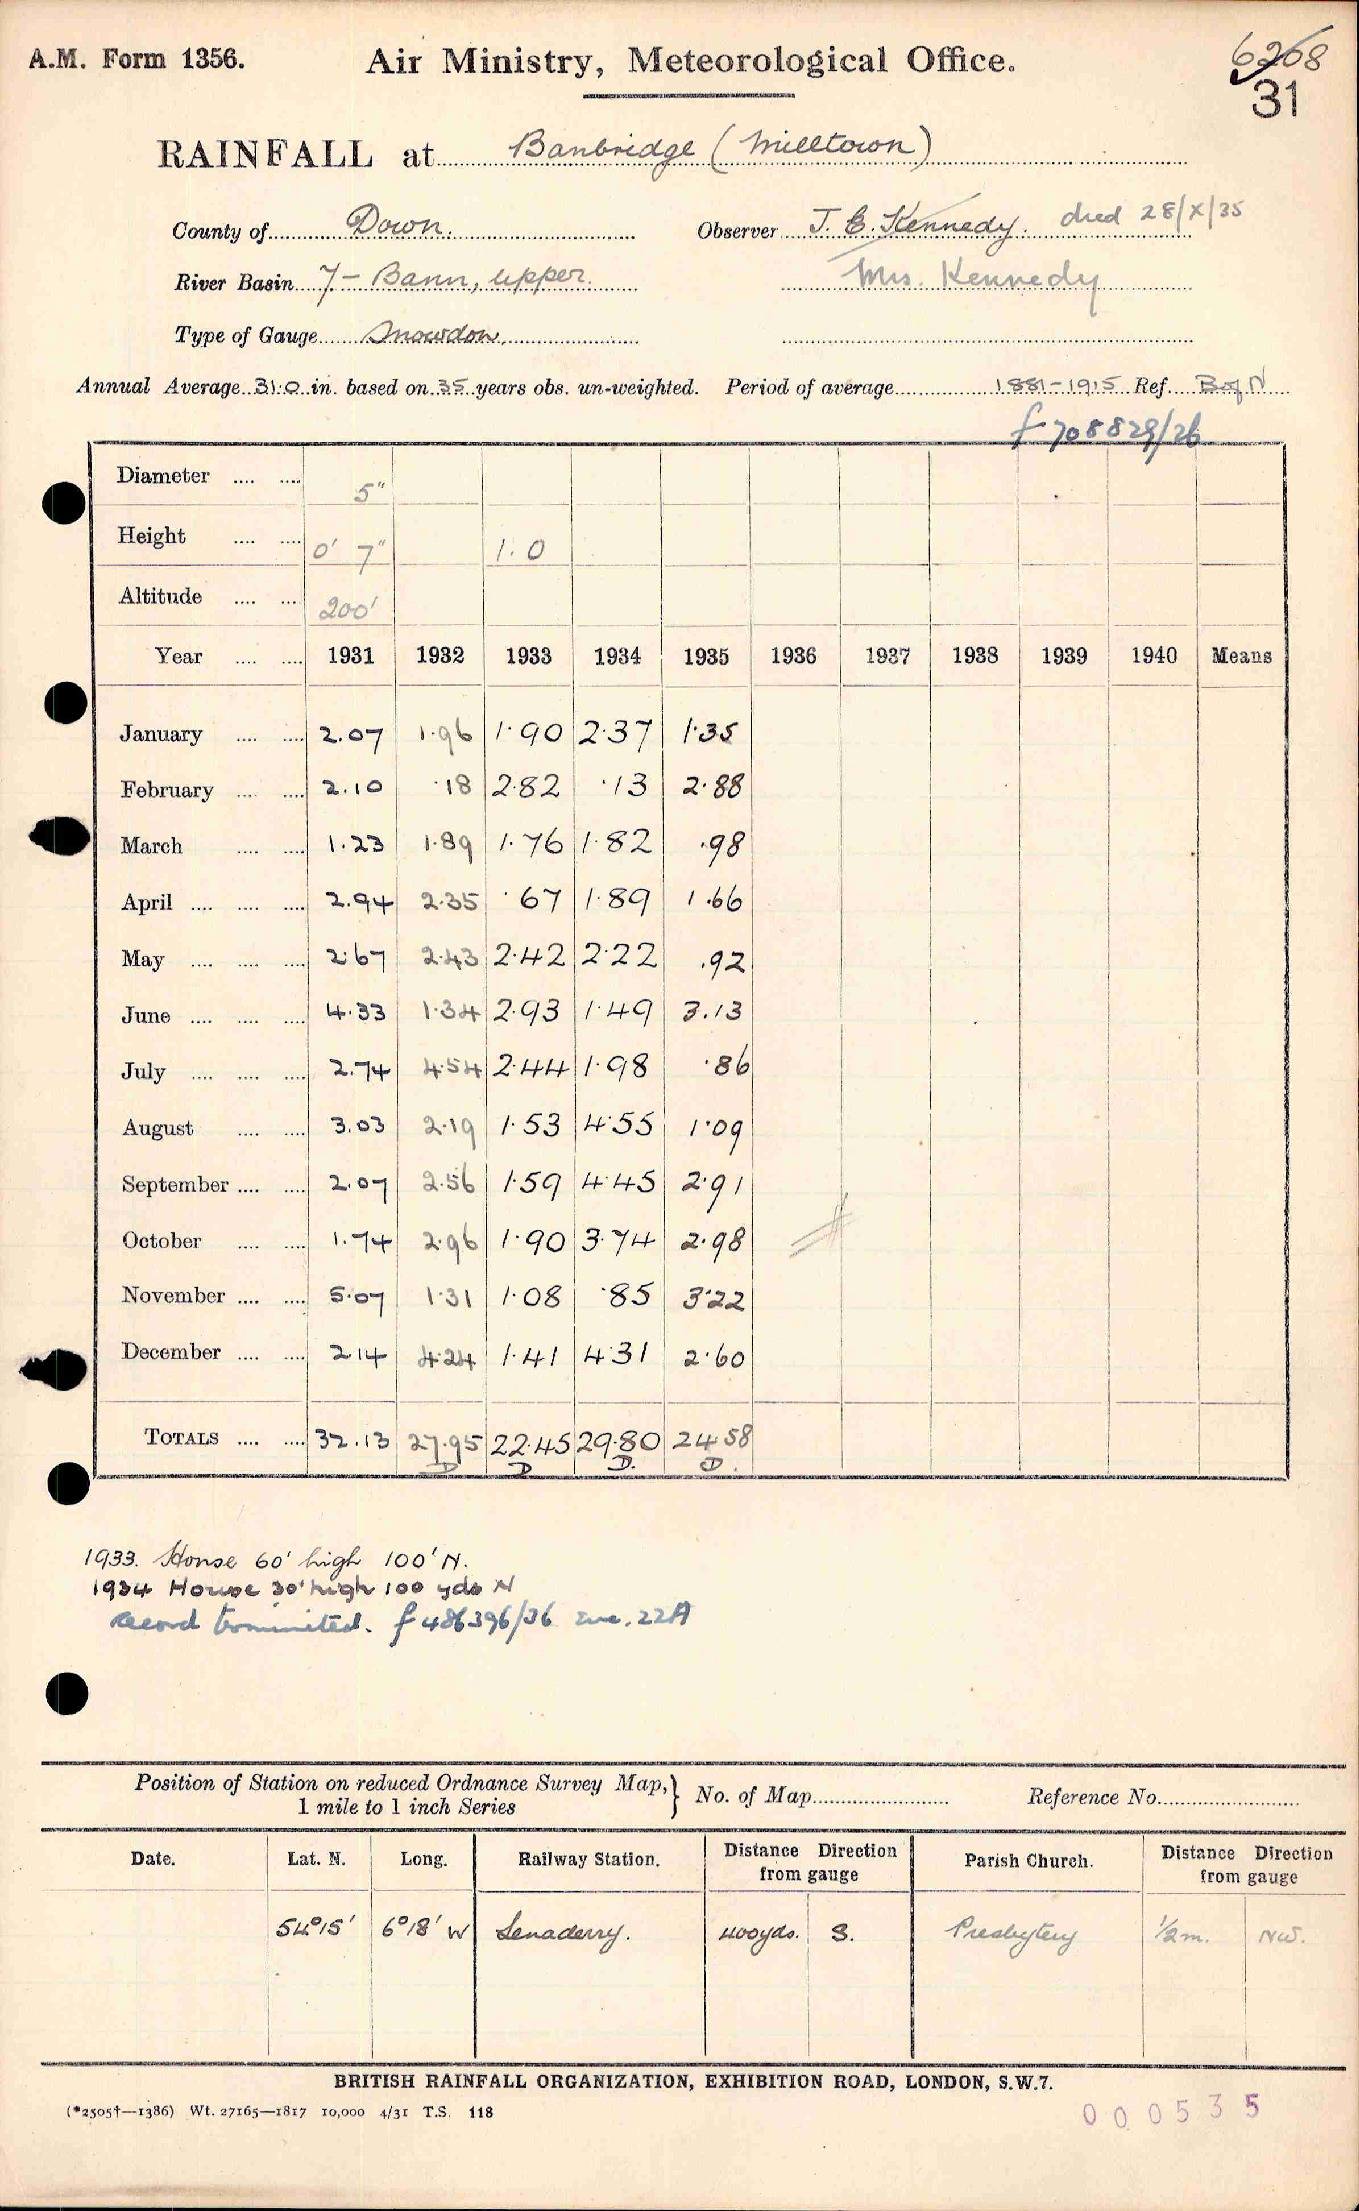 A.M. Form 1356.
Air Ministry, Meteorological Office.
6268
31
RAINFALL at Banbridge (Milltown)
County of Down. Observer J. E. Kennedy. died 28/X/35
River Basin 7 - Bann, upper. Mrs. Kennedy
Type of Gauge Snowdon.
Annual Average 31.0 in. based on 35 years obs. un-weighted. Period of average 1881-1915 Ref. B of N
f 708829/26
Diameter 5"
Height 0' 7" 1.0
Altitude 200'
Year 1931 1932 1933 1934 1935 1936 1937 1938 1939 1940 Means
January 2.07 1.96 1.90 2.37 1.35
February 2.10 .18 2.82 .13 2.88
March 1.23 1.89 1.76 1.82 .98
April 2.94 2.35 .67 1.89 1.66
May 2.67 2.43 2.42 2.22 .92
June 4.33 1.34 2.93 1.49 3.13
July 2.74 4.54 2.44 1.98 .86
August 3.03 2.19 1.53 4.55 1.09
September 2.07 2.56 1.59 4.45 2.91
October 1.74 2.96 1.90 3.74 2.98
November 5.07 1.31 1.08 .85 3.22
December 2.14 4.24 1.41 4.31 2.60
TOTALS 32.13 27.95 22.45 29.80 24.58
D D D. D.
1933. House 60' high 100' N.
1934 House 30' high 100 yds N
record terminated. f 486396/36 enc. 22A
Position of Station on reduced Ordnance Survey Map,} No. of Map Reference No.
1 mile to 1 inch Series
Date. Lat. N. Long. Railway Station. Distance Direction from gauge Parish Church. Distance Direction from gauge
54°15' 6°18' W Lenaderry. 400yds. S. Presbytery 1/2 m. NW.
BRITISH RAINFALL ORGANIZATION, EXHIBITION ROAD, LONDON, S.W.7.
(*2505†—1386) Wt. 27165—1817 10,000 4/31 T.S. 118
000535